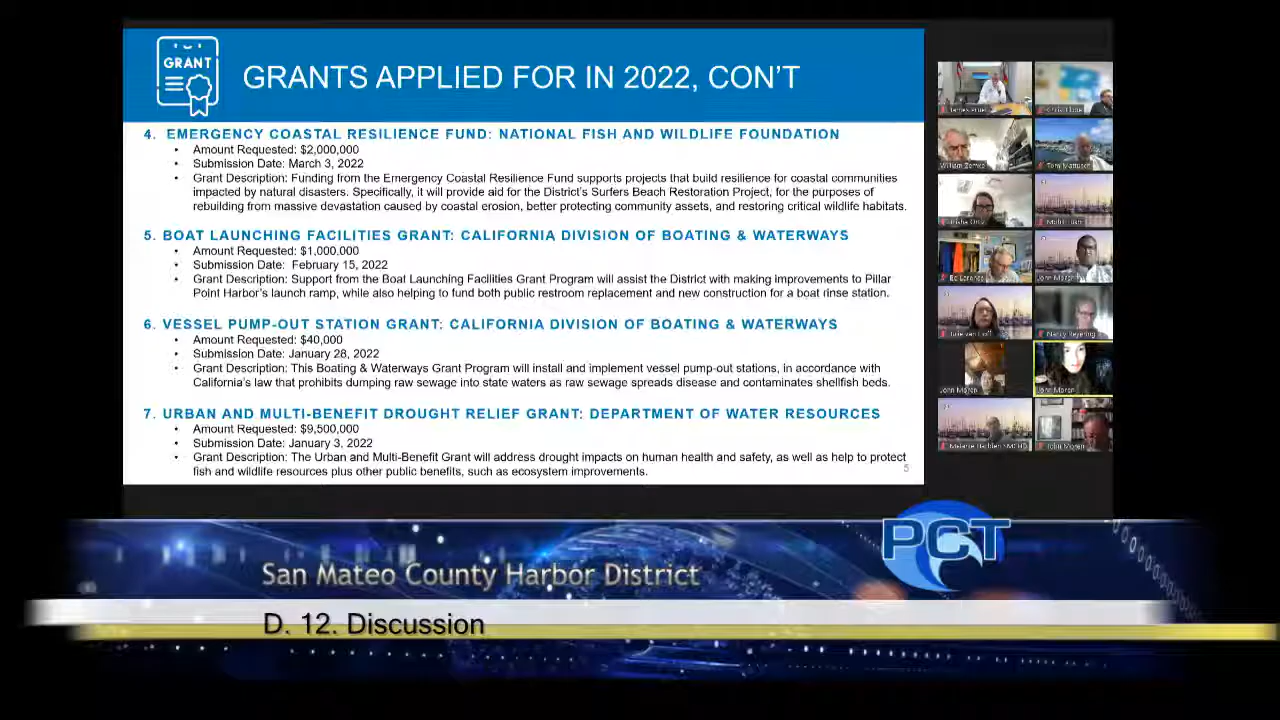 GRANT
GRANTS APPLIED FOR IN 2022, CON'T
4. EMERGENCY COASTAL RESILIENCE FUND: NATIONAL FISH AND WILDLIFE FOUNDATION
• Amount Requested: $2,000,000
• Submission Date: March 3, 2022
• Grant Description: Funding from the Emergency Coastal Resilience Fund supports projects that build resilience for coastal communities
impacted by natural disasters. Specifically, it will provide aid for the District's Surfers Beach Restoration Project, for the purposes of
rebuilding from massive devastation caused by coastal erosion, better protecting community assets, and restoring critical wildlife habitats.
5. BOAT LAUNCHING FACILITIES GRANT: CALIFORNIA DIVISION OF BOATING & WATERWAYS
• Amount Requested: $1,000,000
• Submission Date: February 15, 2022
• Grant Description: Support from the Boat Launching Facilities Grant Program will assist the District with making improvements to Pillar
Point Harbor's launch ramp, while also helping to fund both public restroom replacement and new construction for a boat rinse station.
6. VESSEL PUMP-OUT STATION GRANT: CALIFORNIA DIVISION OF BOATING & WATERWAYS
• Amount Requested: $40,000
• Submission Date: January 28, 2022
• Grant Description: This Boating & Waterways Grant Program will install and implement vessel pump-out stations, in accordance with
California's law that prohibits dumping raw sewage into state waters as raw sewage spreads disease and contaminates shellfish beds.
7. URBAN AND MULTI-BENEFIT DROUGHT RELIEF GRANT: DEPARTMENT OF WATER RESOURCES
• Amount Requested: $9,500,000
• Submission Date: January 3, 2022
• Grant Description: The Urban and Multi-Benefit Grant will address drought impacts on human health and safety, as well as help to protect
fish and wildlife resources plus other public benefits, such as ecosystem improvements.
5
William Zemke
Tom Mattusch
John Moren
John Moren
John Moren
PCT
San Mateo County Harbor District
D. 12. Discussion